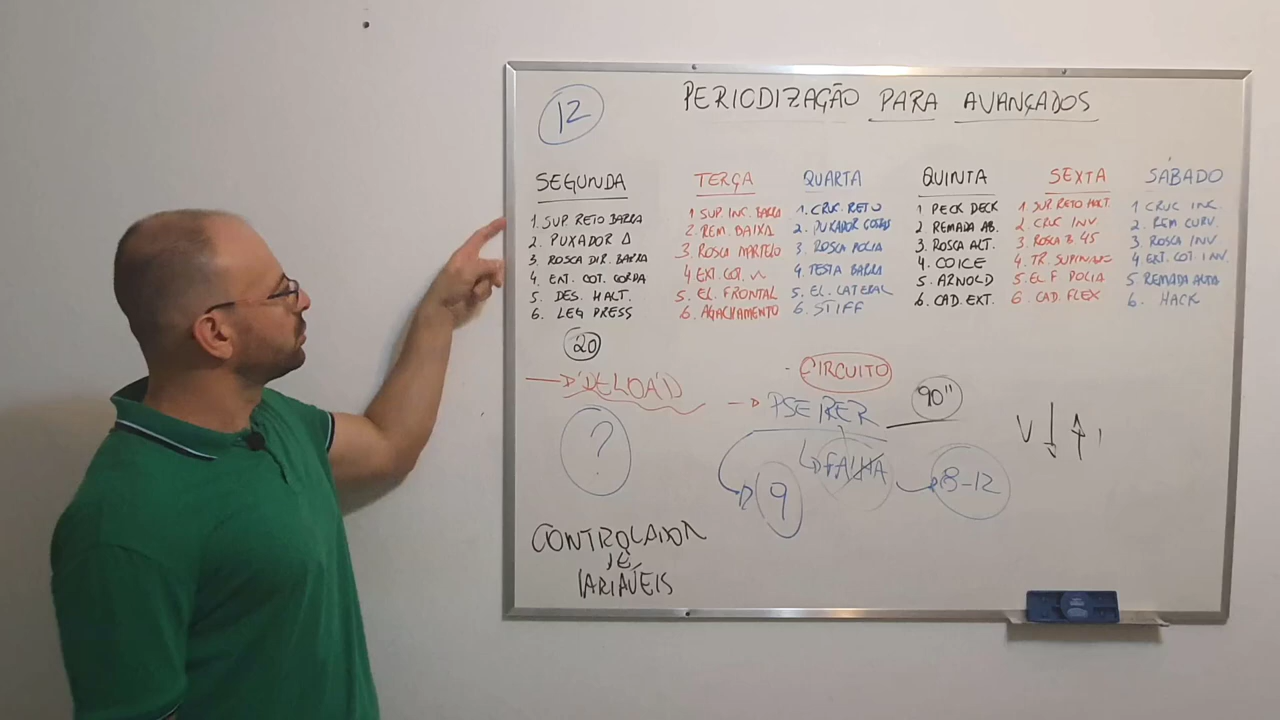 12
PERIODIZAÇÃO PARA AVANÇADOS
SEGUNDA
1. SUP. RETO BARRA
2. PUXADOR Δ
3. ROSCA DIR. BARRA
4. EXT. COT. CORDA
5. DES. HALT.
6. LEG PRESS
TERÇA
1 SUP. INC. BARRA
2. REM. BAIXA
3. ROSCA MARTELO
4 EXT. COT. V
5. EL. FRONTAL
6. AGACHAMENTO
QUARTA
1. CRUC. RETO
2. PUXADOR COSTAS
3. ROSCA POLIA
4. TESTA BARRA
5. EL. LATERAL
6. STIFF
QUINTA
1 PECK DECK
2. REMADA AB.
3. ROSCA ALT.
4. COICE
5. ARNOLD
6. CAD. EXT.
SEXTA
1. SUP. RETO HALT.
2. CRUC INV.
3. ROSCA B. 45
4. TR. SUPINADO
5. EL F POLIA
6. CAD. FLEX
SÁBADO
1 CRUC INC.
2. REM CURV.
3. ROSCA INV.
4 EXT. COT INV.
5. REMADA ALTA
6. HACK
20
DELOAD
?
CIRCUITO
PSE RER
90"
FALHA
9
8-12
V ↓ ↑ I
CONTROLADOR
DE
VARIÁVEIS